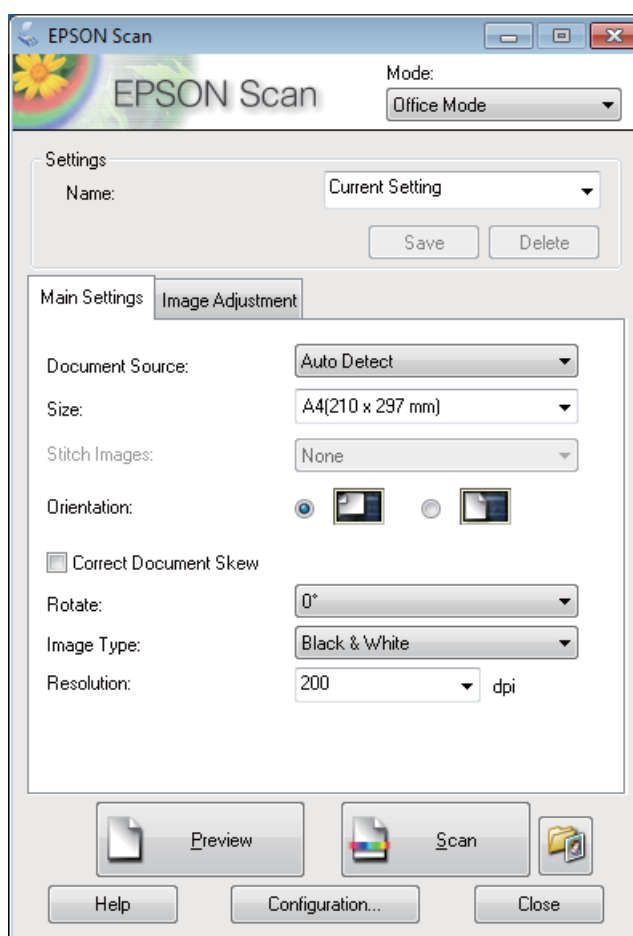 EPSON Scan
EPSON Scan
Mode:
Office Mode
Settings
Name:
Current Setting
Save
Delete
Main Settings
Image Adjustment
Document Source:
Auto Detect
Size:
A4(210 x 297 mm)
Stitch Images:
None
Orientation:
Correct Document Skew
Rotate:
0°
Image Type:
Black & White
Resolution:
200
dpi
Preview
Scan
Help
Configuration...
Close